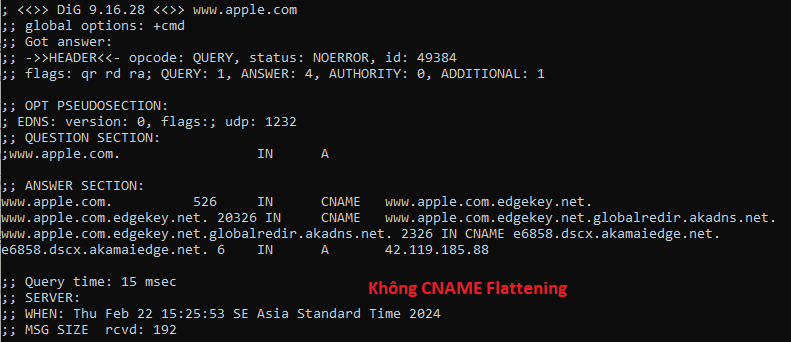 ; <<>> DiG 9.16.28 <<>> www.apple.com
;; global options: +cmd
;; Got answer:
;; ->>HEADER<<- opcode: QUERY, status: NOERROR, id: 49384
;; flags: qr rd ra; QUERY: 1, ANSWER: 4, AUTHORITY: 0, ADDITIONAL: 1

;; OPT PSEUDOSECTION:
; EDNS: version: 0, flags:; udp: 1232
;; QUESTION SECTION:
;www.apple.com. IN A

;; ANSWER SECTION:
www.apple.com. 526 IN CNAME www.apple.com.edgekey.net.
www.apple.com.edgekey.net. 20326 IN CNAME www.apple.com.edgekey.net.globalredir.akadns.net.
www.apple.com.edgekey.net.globalredir.akadns.net. 2326 IN CNAME e6858.dscx.akamaiedge.net.
e6858.dscx.akamaiedge.net. 6 IN A 42.119.185.88

;; Query time: 15 msec
Không CNAME Flattening
;; SERVER:
;; WHEN: Thu Feb 22 15:25:53 SE Asia Standard Time 2024
;; MSG SIZE rcvd: 192